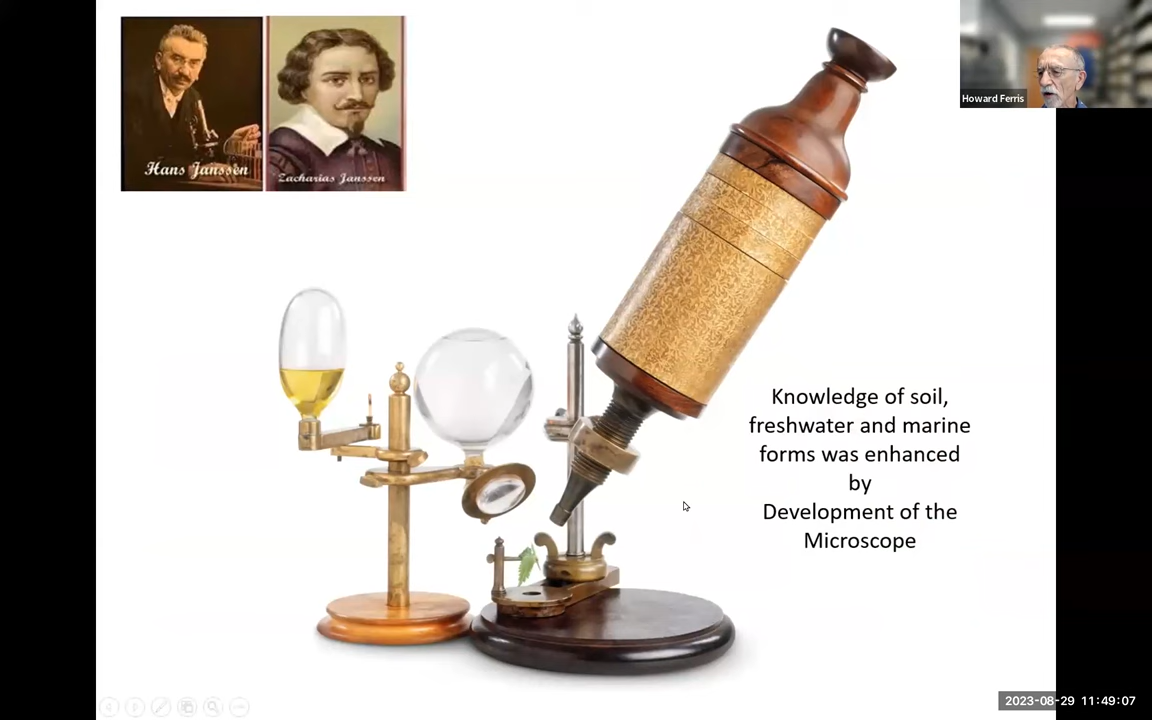 Hans Janssen
Zacharias Janssen
Howard Ferris
Knowledge of soil,
freshwater and marine
forms was enhanced
by
Development of the
Microscope
2023-08-29 11:49:07